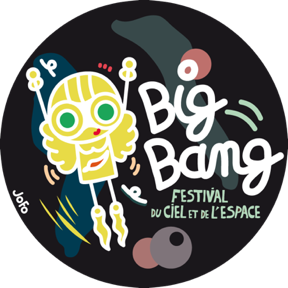 Big
Bang
FESTIVAL
DU CIEL ET DE L'ESPACE
JoFo